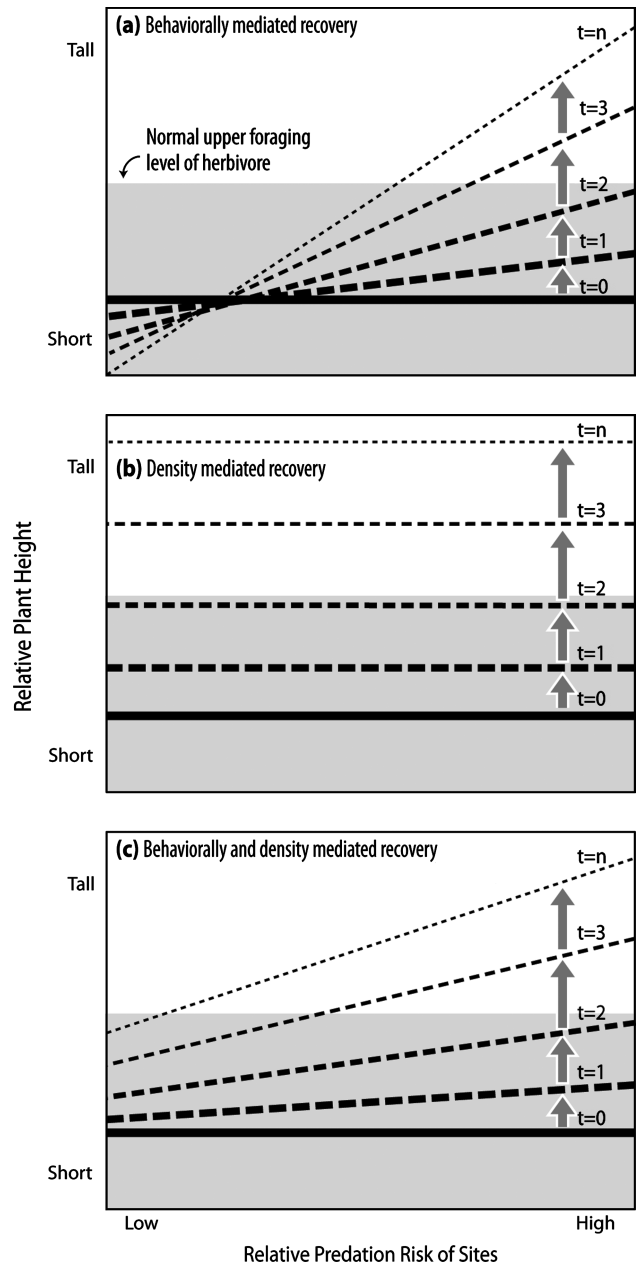 (a) Behaviorally mediated recovery
Tall
t=n
t=3
Normal upper foraging
level of herbivore
t=2
t=1
t=0
Short
t=n
Tall
(b) Density mediated recovery
t=3
t=2
t=1
t=0
Short
Relative Plant Height
(c) Behaviorally and density mediated recovery
t=n
Tall
t=3
t=2
t=1
t=0
Short
Low
High
Relative Predation Risk of Sites